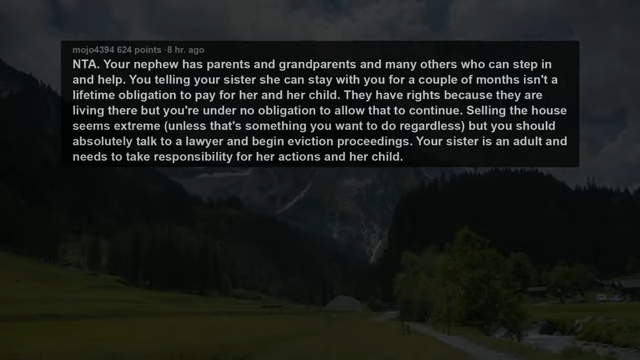 mojo4394 624 points ·8 hr. ago
NTA. Your nephew has parents and grandparents and many others who can step in
and help. You telling your sister she can stay with you for a couple of months isn't a
lifetime obligation to pay for her and her child. They have rights because they are
living there but you're under no obligation to allow that to continue. Selling the house
seems extreme (unless that's something you want to do regardless) but you should
absolutely talk to a lawyer and begin eviction proceedings. Your sister is an adult and
needs to take responsibility for her actions and her child.